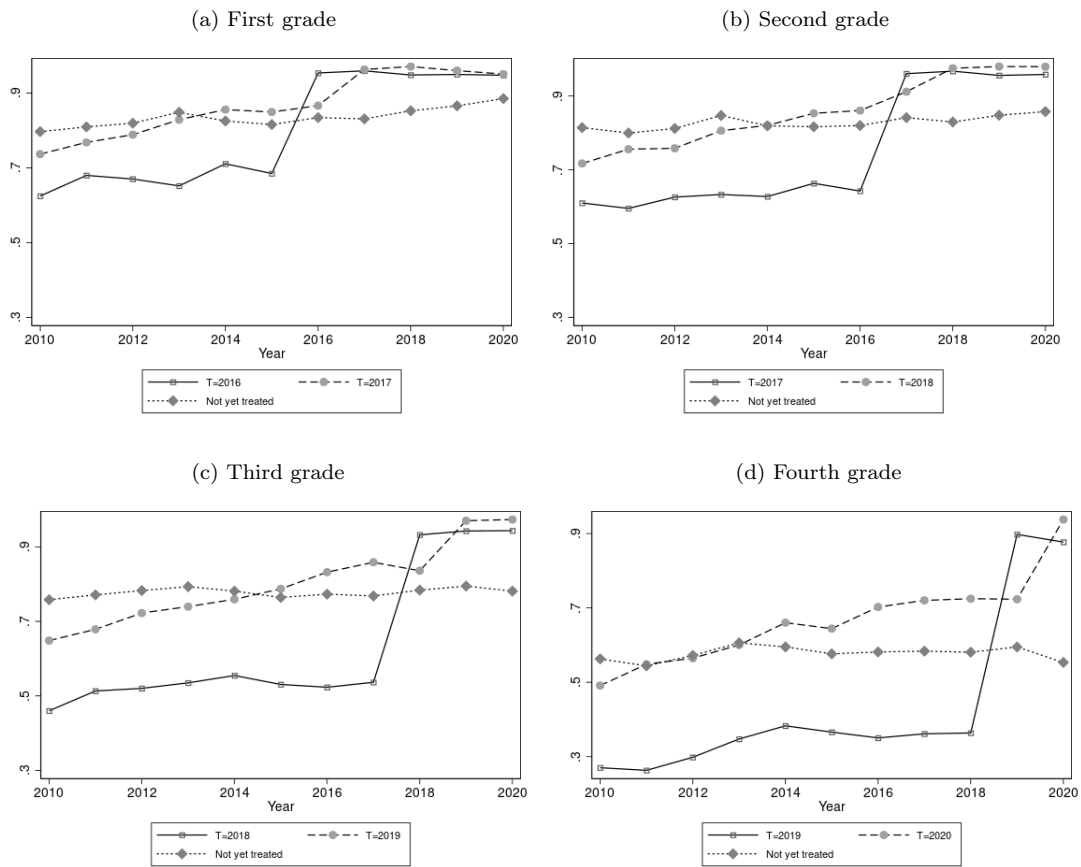 (a) First grade
(b) Second grade
.9
.7
.5
.3
2010 2012 2014 2016 2018 2020
Year
T=2016 T=2017
Not yet treated
.9
.7
.5
.3
2010 2012 2014 2016 2018 2020
Year
T=2017 T=2018
Not yet treated
(c) Third grade
(d) Fourth grade
.9
.7
.5
.3
2010 2012 2014 2016 2018 2020
Year
T=2018 T=2019
Not yet treated
.9
.7
.5
.3
2010 2012 2014 2016 2018 2020
Year
T=2019 T=2020
Not yet treated